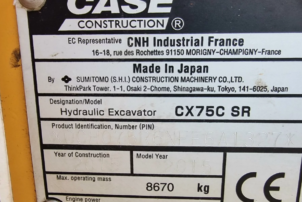 CASE
CONSTRUCTION ®
EC Representative CNH Industrial France
16-18, rue des Rochettes 91150 MORIGNY-CHAMPIGNY-France
Made In Japan
By SUMITOMO (S.H.I.) CONSTRUCTION MACHINERY CO.,LTD.
ThinkPark Tower. 1-1, Osaki 2-Chome, Shinagawa-ku, Tokyo, 141-6025, Japan
Designation/Model
Hydraulic Excavator CX75C SR
Product Identification, Number (PIN)
Year of Construction Model Year
Max. operating mass
8670 kg
CE
Engine power